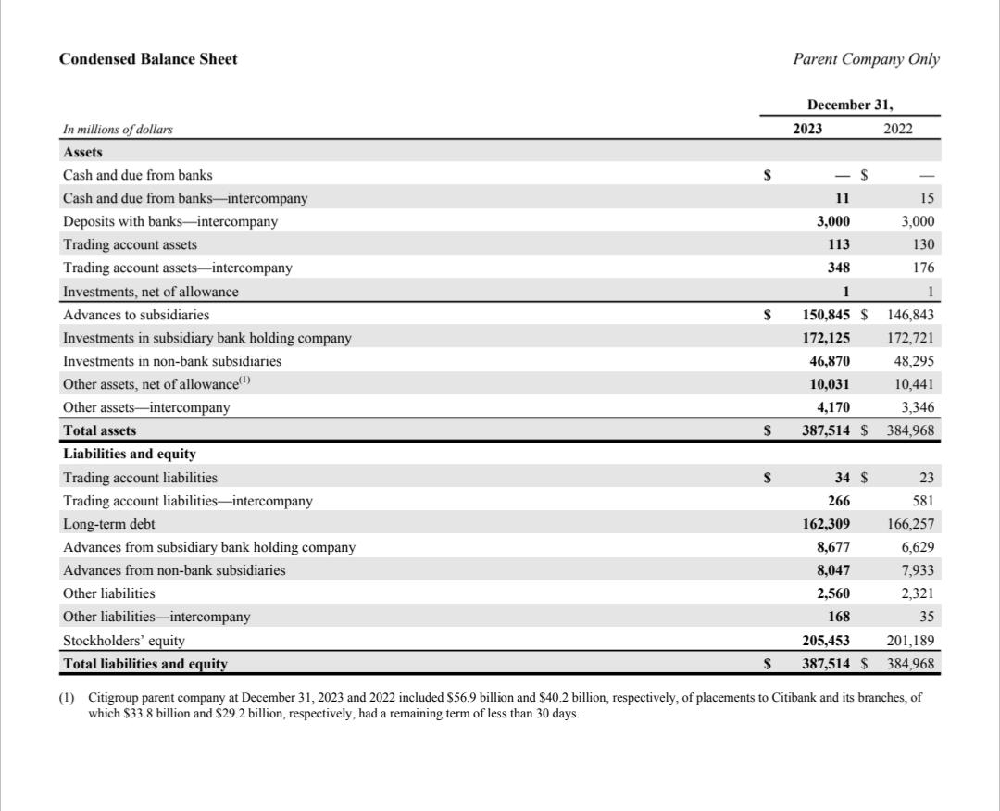 Condensed Balance Sheet Parent Company Only
December 31,
In millions of dollars 2023 2022
Assets
Cash and due from banks $ — $ —
Cash and due from banks—intercompany 11 15
Deposits with banks—intercompany 3,000 3,000
Trading account assets 113 130
Trading account assets—intercompany 348 176
Investments, net of allowance 1 1
Advances to subsidiaries $ 150,845 $ 146,843
Investments in subsidiary bank holding company 172,125 172,721
Investments in non-bank subsidiaries 46,870 48,295
Other assets, net of allowance(1) 10,031 10,441
Other assets—intercompany 4,170 3,346
Total assets $ 387,514 $ 384,968
Liabilities and equity
Trading account liabilities $ 34 $ 23
Trading account liabilities—intercompany 266 581
Long-term debt 162,309 166,257
Advances from subsidiary bank holding company 8,677 6,629
Advances from non-bank subsidiaries 8,047 7,933
Other liabilities 2,560 2,321
Other liabilities—intercompany 168 35
Stockholders’ equity 205,453 201,189
Total liabilities and equity $ 387,514 $ 384,968
(1) Citigroup parent company at December 31, 2023 and 2022 included $56.9 billion and $40.2 billion, respectively, of placements to Citibank and its branches, of
which $33.8 billion and $29.2 billion, respectively, had a remaining term of less than 30 days.